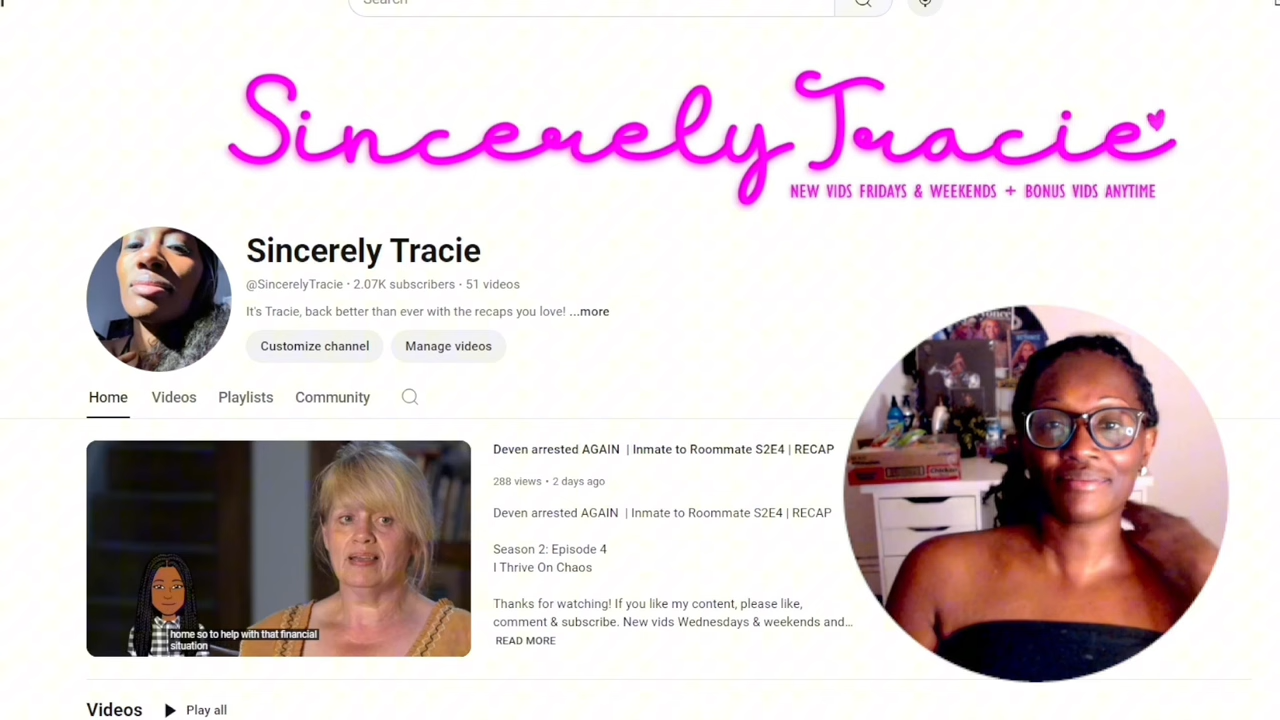 Search
Sincerely Tracie
NEW VIDS FRIDAYS & WEEKENDS + BONUS VIDS ANYTIME
Sincerely Tracie
@SincerelyTracie · 2.07K subscribers · 51 videos
It's Tracie, back better than ever with the recaps you love! ...more
Customize channel
Manage videos
Home
Videos
Playlists
Community
Deven arrested AGAIN | Inmate to Roommate S2E4 | RECAP
288 views • 2 days ago
Deven arrested AGAIN | Inmate to Roommate S2E4 | RECAP
Season 2: Episode 4
I Thrive On Chaos
Thanks for watching! If you like my content, please like,
comment & subscribe. New vids Wednesdays & weekends and...
READ MORE
home so to help with that financial
situation
Videos
Play all